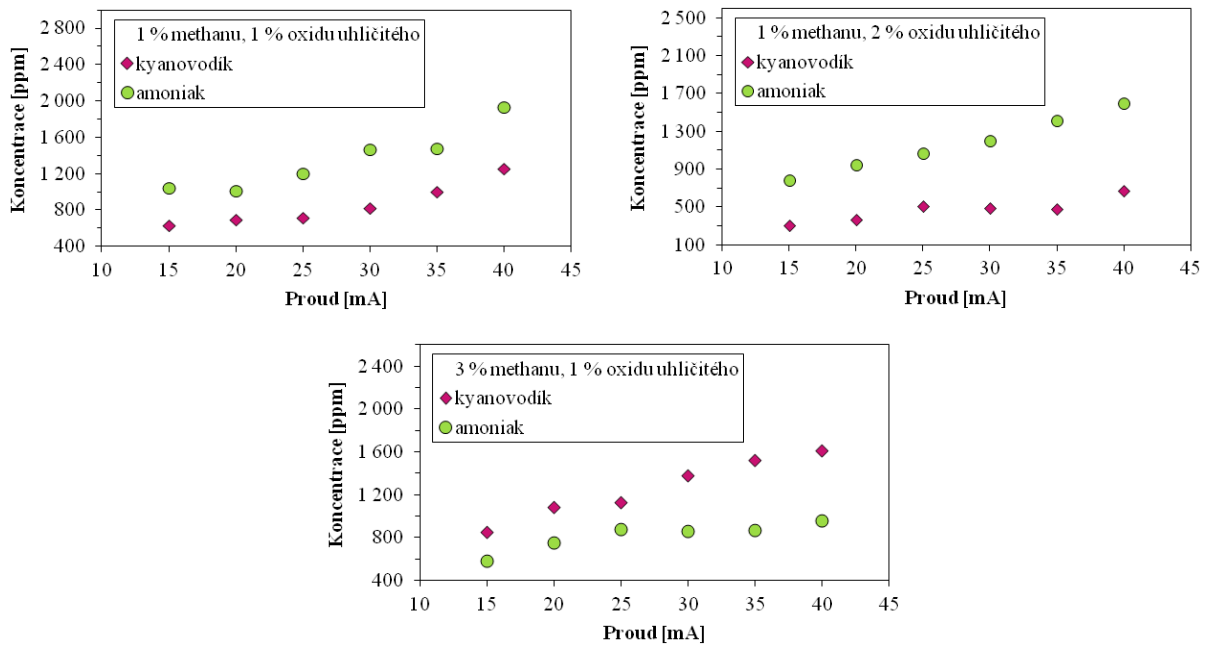 2 800
2 400
2 000
1 600
1 200
800
400
Koncentrace [ppm]
1 % methanu, 1 % oxidu uhličitého
kyanovodík
amoniak
10 15 20 25 30 35 40 45
Proud [mA]
2 500
2 100
1 700
1 300
900
500
100
Koncentrace [ppm]
1 % methanu, 2 % oxidu uhličitého
kyanovodík
amoniak
10 15 20 25 30 35 40 45
Proud [mA]
2 400
2 000
1 600
1 200
800
400
Koncentrace [ppm]
3 % methanu, 1 % oxidu uhličitého
kyanovodík
amoniak
10 15 20 25 30 35 40 45
Proud [mA]